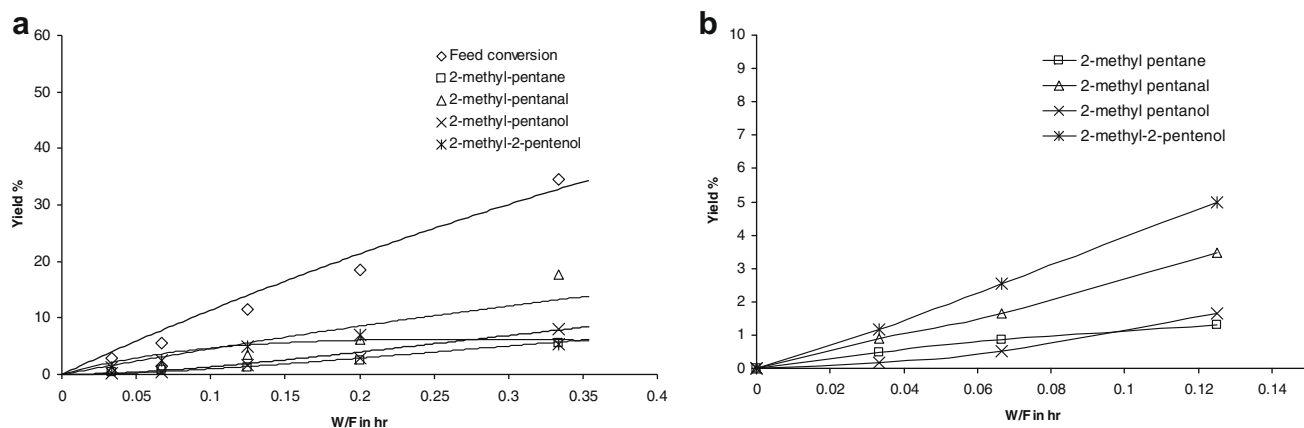 a
60
50
40
30
20
10
0
Yield %
0
0.05
0.1
0.15
0.2
0.25
0.3
0.35
0.4
W/F in hr
Feed conversion
2-methyl-pentane
2-methyl-pentanal
2-methyl-pentanol
2-methyl-2-pentenol
b
10
9
8
7
6
5
4
3
2
1
0
Yield %
0
0.02
0.04
0.06
0.08
0.1
0.12
0.14
W/F in hr
2-methyl pentane
2-methyl pentanal
2-methyl pentanol
2-methyl-2-pentenol